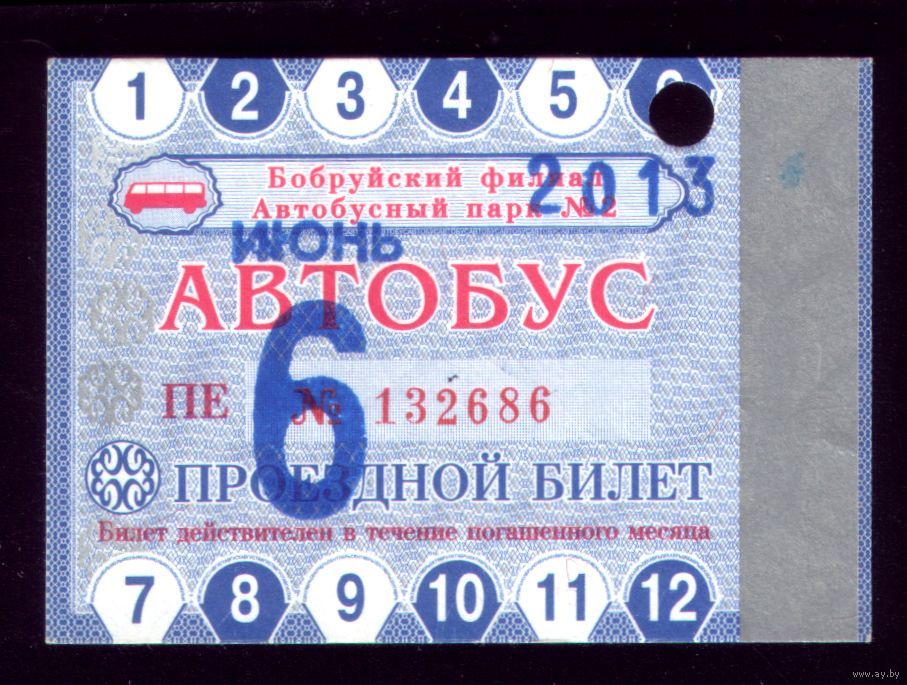 1 2 3 4 5 6
Бобруйский филиал
Автобусный парк №2
2013
ИЮНЬ
АВТОБУС
6
ПЕ № 132686
ПРОЕЗДНОЙ БИЛЕТ
Билет действителен в течение погашенного месяца
7 8 9 10 11 12
www.ay.by